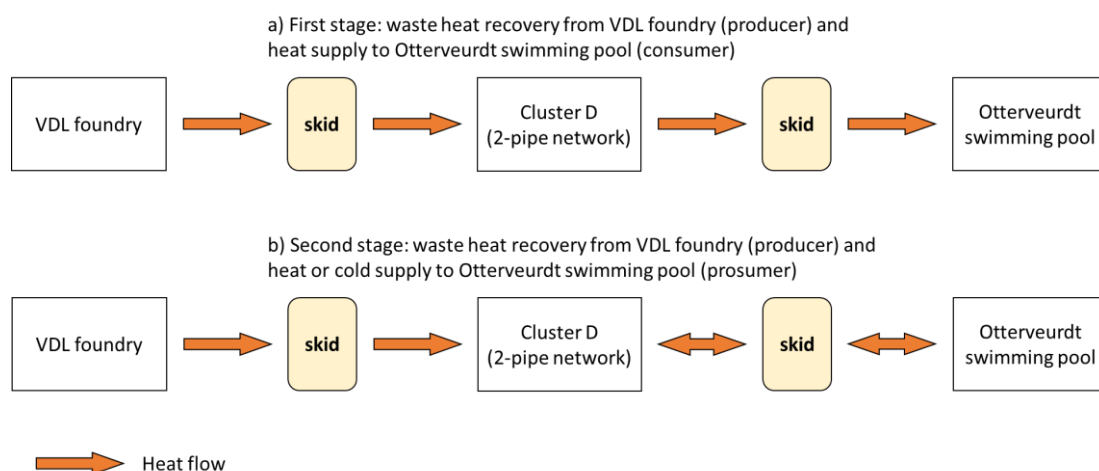 a) First stage: waste heat recovery from VDL foundry (producer) and
heat supply to Otterveurdt swimming pool (consumer)
VDL foundry
skid
Cluster D
(2-pipe network)
skid
Otterveurdt
swimming pool
b) Second stage: waste heat recovery from VDL foundry (producer) and
heat or cold supply to Otterveurdt swimming pool (prosumer)
VDL foundry
skid
Cluster D
(2-pipe network)
skid
Otterveurdt
swimming pool
Heat flow